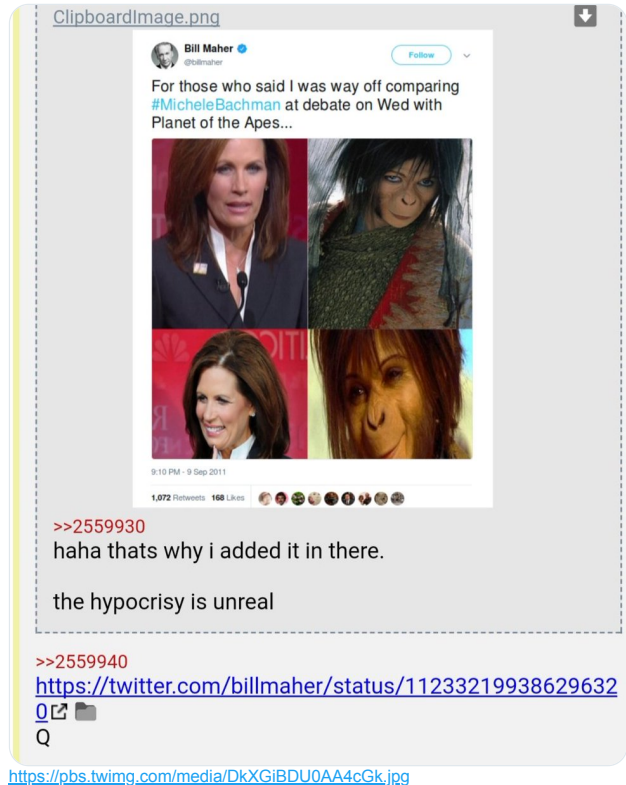 ClipboardImage.png
Bill Maher
@billmaher
Follow
For those who said I was way off comparing
#MicheleBachman at debate on Wed with
Planet of the Apes...
OITI
R
9:10 PM - 9 Sep 2011
1,072 Retweets 168 Likes
>>2559930
haha thats why i added it in there.
the hypocrisy is unreal
>>2559940
https://twitter.com/billmaher/status/11233219938629632
0
Q
https://pbs.twimg.com/media/DkXGiBDU0AA4cGk.jpg